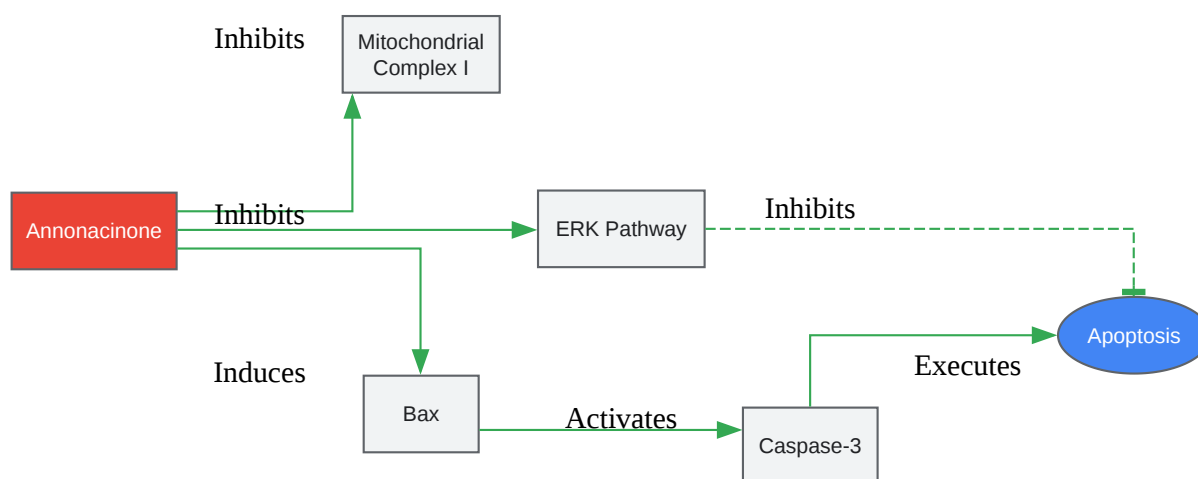 Inhibits
Mitochondrial
Complex I
Annonacinone
Inhibits
ERK Pathway
Inhibits
Apoptosis
Induces
Bax
Activates
Caspase-3
Executes